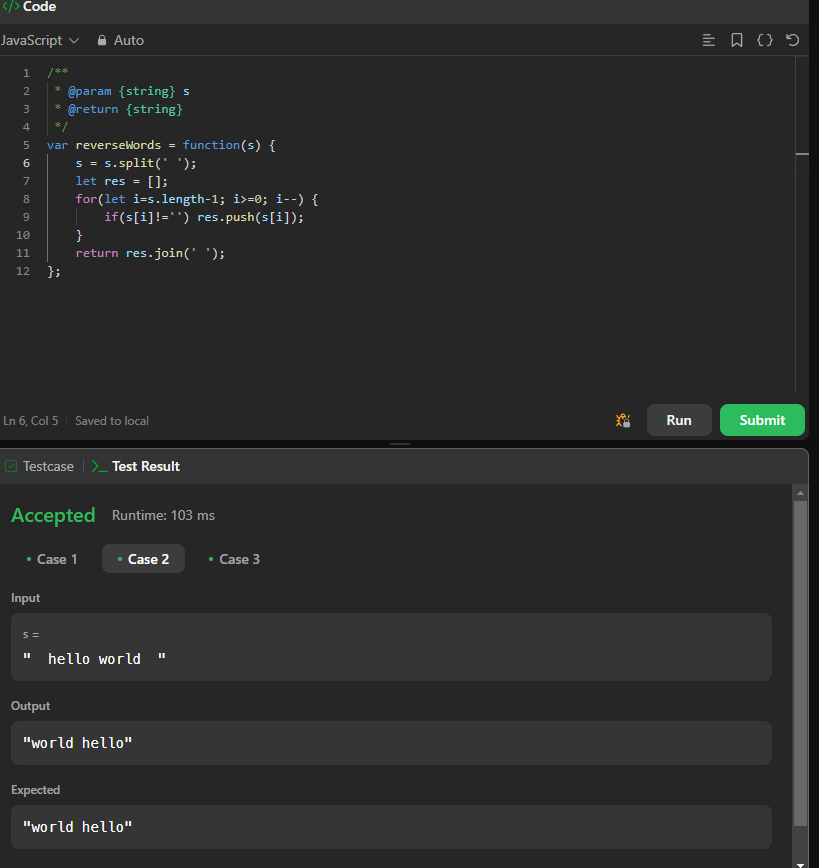 </> Code
JavaScript Auto
1 /**
2  * @param {string} s
3  * @return {string}
4  */
5 var reverseWords = function(s) {
6     s = s.split(' ');
7     let res = [];
8     for(let i=s.length-1; i>=0; i--) {
9         if(s[i]!='') res.push(s[i]);
10     }
11     return res.join(' ');
12 };
Ln 6, Col 5 | Saved to local
Run Submit
Testcase | >_ Test Result
Accepted Runtime: 103 ms
• Case 1 • Case 2 • Case 3
Input
s =
"  hello world  "
Output
"world hello"
Expected
"world hello"